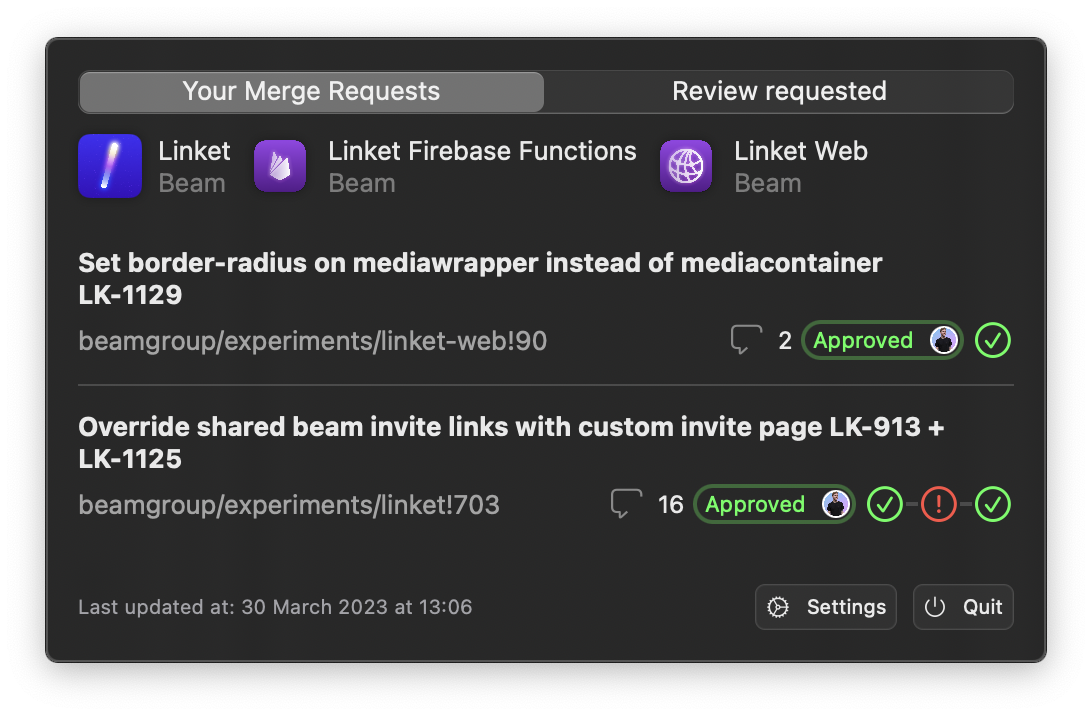 Your Merge Requests
Review requested
Linket
Beam
Linket Firebase Functions
Beam
Linket Web
Beam
Set border-radius on mediawrapper instead of mediacontainer
LK-1129
beamgroup/experiments/linket-web!90
2
Approved
Override shared beam invite links with custom invite page LK-913 +
LK-1125
beamgroup/experiments/linket!703
16
Approved
Last updated at: 30 March 2023 at 13:06
Settings
Quit